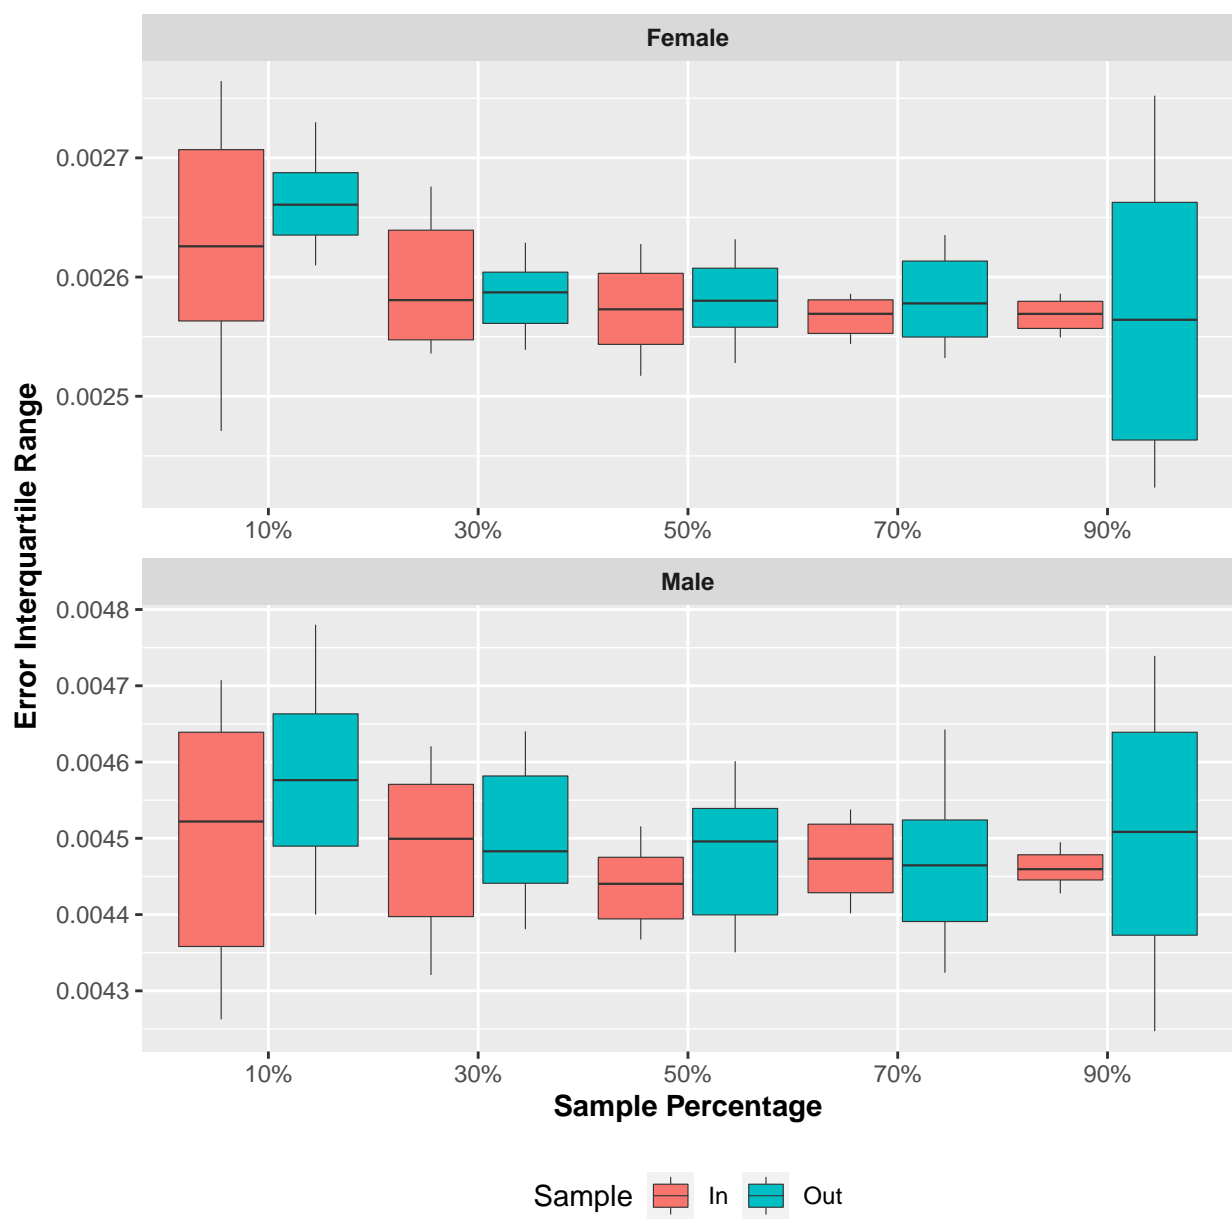 Female
0.0027
0.0026
0.0025
10% 30% 50% 70% 90%
Error Interquartile Range
Male
0.0048
0.0047
0.0046
0.0045
0.0044
0.0043
10% 30% 50% 70% 90%
Sample Percentage
Sample In Out